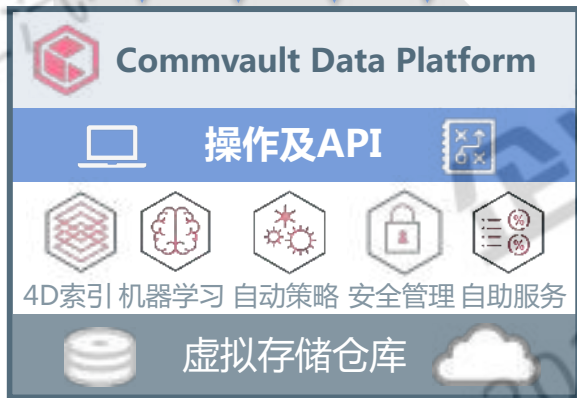 Commvault Data Platform
操作及API
4D索引 机器学习 自动策略 安全管理 自助服务
虚拟存储仓库